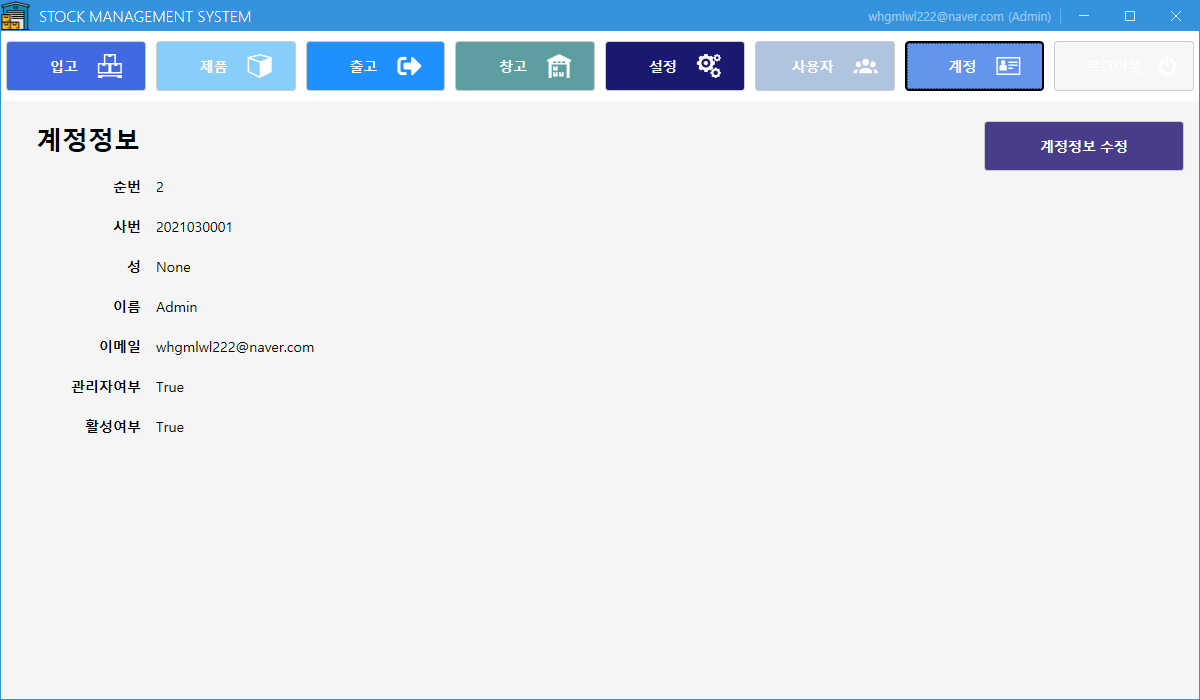 STOCK MANAGEMENT SYSTEM
whgmlwl222@naver.com (Admin)
입고 제품 출고 창고 설정 사용자 계정 로그아웃
계정정보
계정정보 수정
순번 2
사번 2021030001
성 None
이름 Admin
이메일 whgmlwl222@naver.com
관리자여부 True
활성여부 True